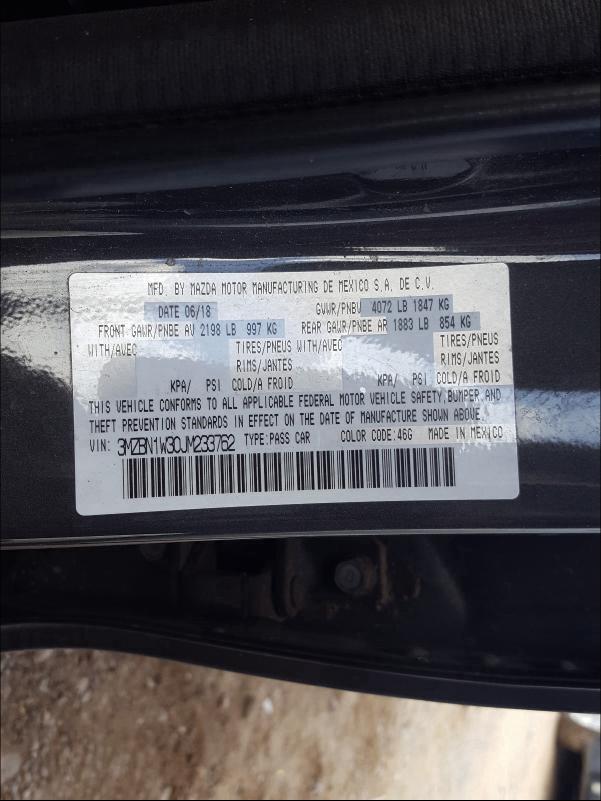 MFD. BY MAZDA MOTOR MANUFACTURING DE MEXICO S.A. DE C.V.
DATE 06/18 GVWR/PNBV 4072 LB 1847 KG
FRONT GAWR/PNBE AV 2198 LB 997 KG REAR GAWR/PNBE AR 1883 LB 854 KG
WITH/AVEC TIRES/PNEUS WITH/AVEC TIRES/PNEUS
RIMS/JANTES RIMS/JANTES
KPA/ PSI COLD/A FROID KPA/ PSI COLD/A FROID
THIS VEHICLE CONFORMS TO ALL APPLICABLE FEDERAL MOTOR VEHICLE SAFETY, BUMPER, AND
THEFT PREVENTION STANDARDS IN EFFECT ON THE DATE OF MANUFACTURE SHOWN ABOVE.
VIN: 3MZBN1W30JM233762 TYPE:PASS CAR COLOR CODE:46G MADE IN MEXICO